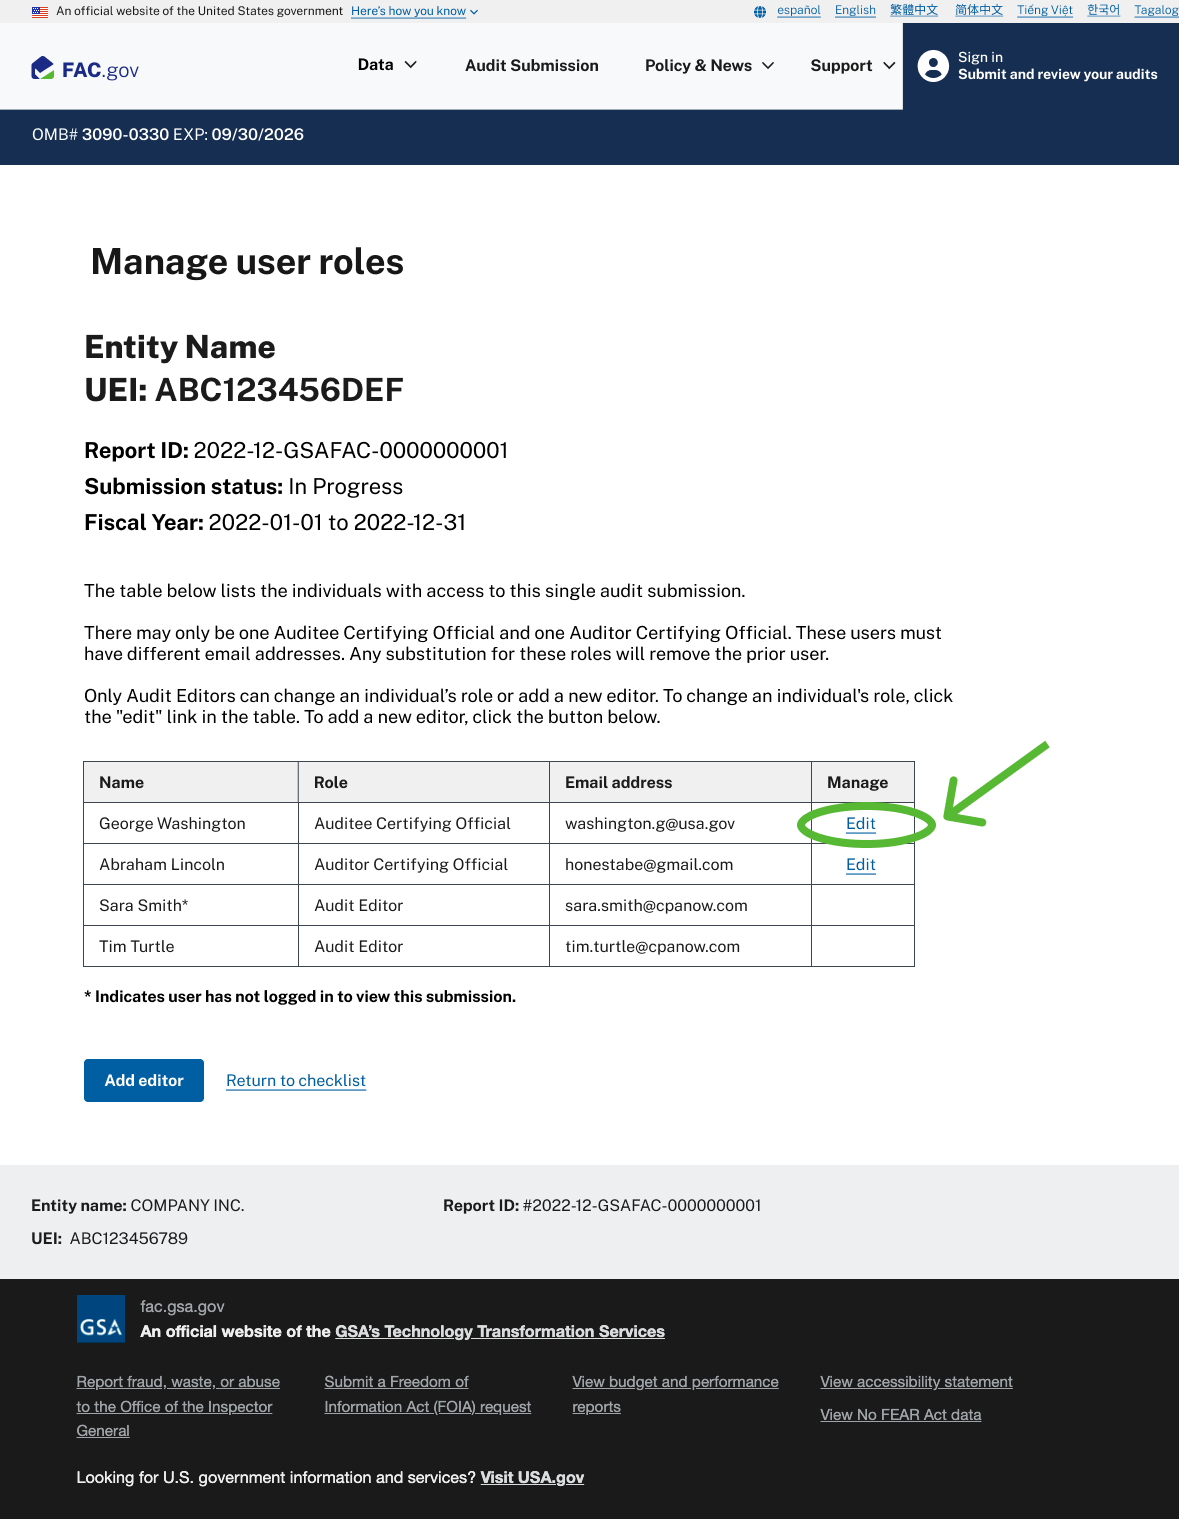 An official website of the United States government Here's how you know
español English 繁體中文 简体中文 Tiếng Việt 한국어 Tagalog
FAC.gov
Data Audit Submission Policy & News Support
Sign in
Submit and review your audits
OMB# 3090-0330 EXP: 09/30/2026
Manage user roles
Entity Name
UEI: ABC123456DEF
Report ID: 2022-12-GSAFAC-0000000001
Submission status: In Progress
Fiscal Year: 2022-01-01 to 2022-12-31
The table below lists the individuals with access to this single audit submission.
There may only be one Auditee Certifying Official and one Auditor Certifying Official. These users must
have different email addresses. Any substitution for these roles will remove the prior user.
Only Audit Editors can change an individual’s role or add a new editor. To change an individual's role, click
the "edit" link in the table. To add a new editor, click the button below.
Name Role Email address Manage
George Washington Auditee Certifying Official washington.g@usa.gov Edit
Abraham Lincoln Auditor Certifying Official honestabe@gmail.com Edit
Sara Smith* Audit Editor sara.smith@cpanow.com
Tim Turtle Audit Editor tim.turtle@cpanow.com
* Indicates user has not logged in to view this submission.
Add editor Return to checklist
Entity name: COMPANY INC. Report ID: #2022-12-GSAFAC-0000000001
UEI: ABC123456789
GSA
fac.gsa.gov
An official website of the GSA’s Technology Transformation Services
Report fraud, waste, or abuse
to the Office of the Inspector
General
Submit a Freedom of
Information Act (FOIA) request
View budget and performance
reports
View accessibility statement
View No FEAR Act data
Looking for U.S. government information and services? Visit USA.gov